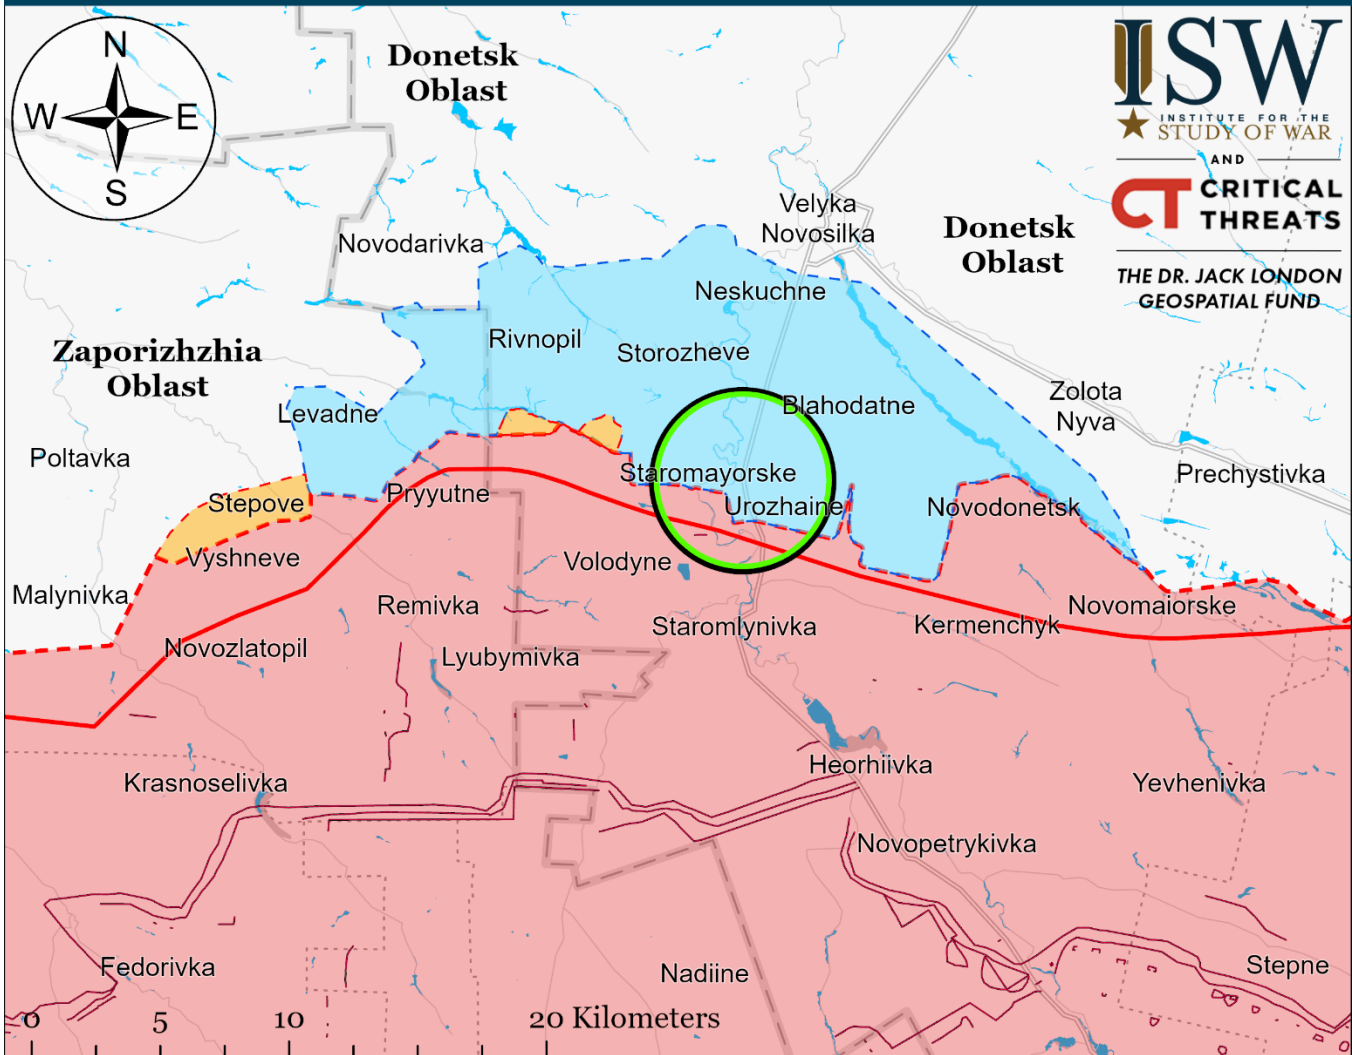 N
W
E
S
Donetsk
Oblast
ISW
INSTITUTE FOR THE
STUDY OF WAR
AND
CT CRITICAL
THREATS
THE DR. JACK LONDON
GEOSPATIAL FUND
Velyka
Novosilka
Donetsk
Oblast
Novodarivka
Neskuchne
Rivnopil
Storozheve
Zaporizhzhia
Oblast
Levadne
Blahodatne
Zolota
Nyva
Poltavka
Staromayorske
Prechystivka
Pryyutne
Stepove
Urozhaine
Novodonetsk
Vyshneve
Volodyne
Malynivka
Remivka
Novomaiorske
Staromlynivka
Kermenchyk
Novozlatopil
Lyubymivka
Heorhiivka
Krasnoselivka
Yevhenivka
Novopetrykivka
Fedorivka
Nadiine
Stepne
0 5 10 20 Kilometers